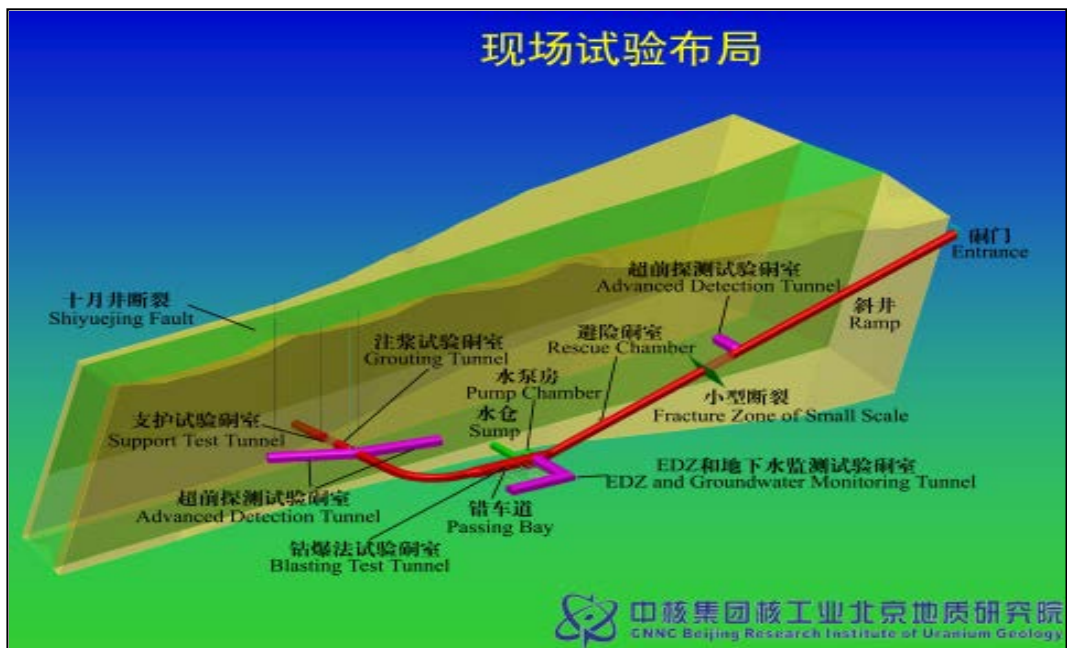 现场试验布局
硐门
Entrance
超前探测试验硐室
Advanced Detection Tunnel
斜井
Ramp
十月井断裂
Shiyuejing Fault
注浆试验硐室
Grouting Tunnel
避险硐室
Rescue Chamber
水泵房
Pump Chamber
小型断裂
Fracture Zone of Small Scale
水仓
Sump
支护试验硐室
Support Test Tunnel
EDZ和地下水监测试验硐室
EDZ and Groundwater Monitoring Tunnel
超前探测试验硐室
Advanced Detection Tunnel
错车道
Passing Bay
钻爆法试验硐室
Blasting Test Tunnel
中核集团核工业北京地质研究院
CNNC Beijing Research Institute of Uranium Geology